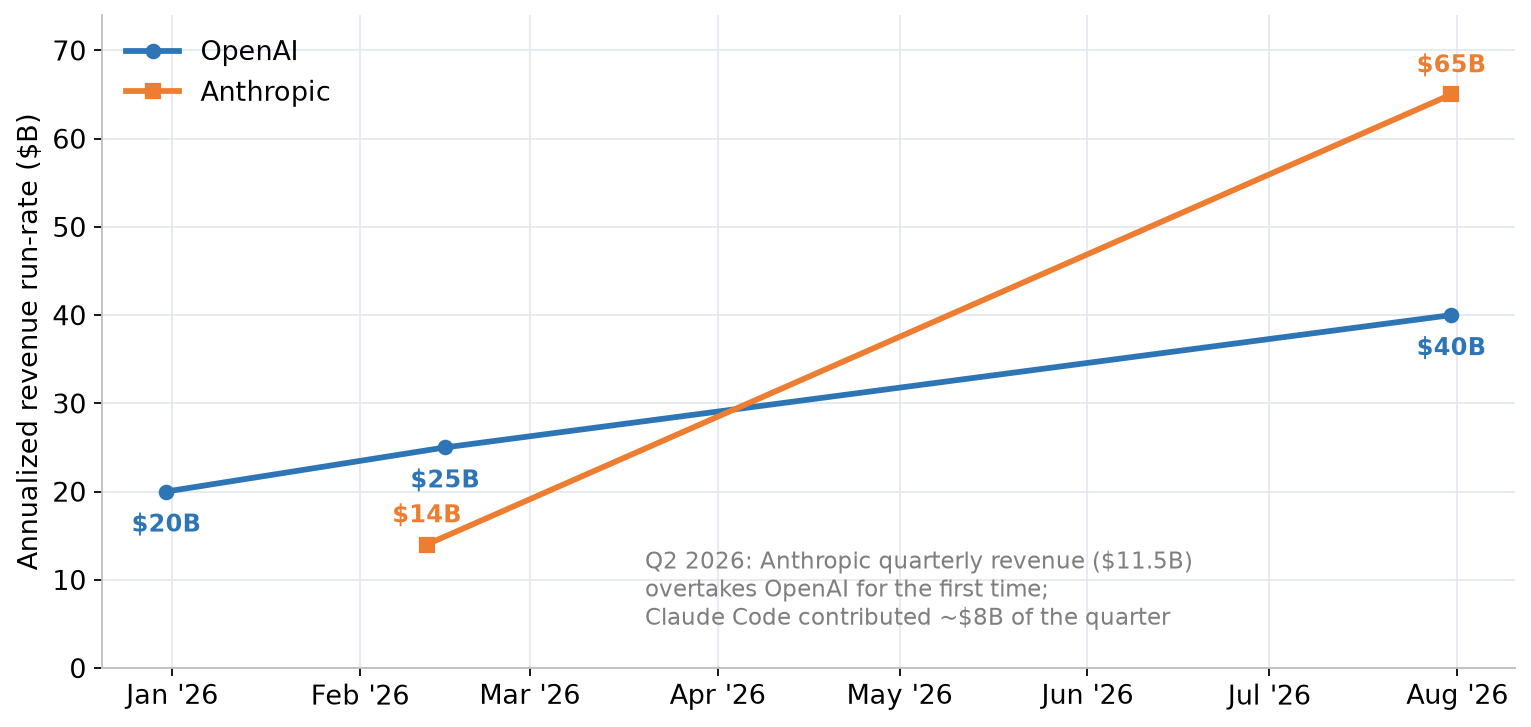 OpenAI
Anthropic
Annualized revenue run-rate ($B)
70
60
50
40
30
20
10
0
$65B
$40B
$25B
$14B
$20B
Q2 2026: Anthropic quarterly revenue ($11.5B)
overtakes OpenAI for the first time;
Claude Code contributed ~$8B of the quarter
Jan '26
Feb '26
Mar '26
Apr '26
May '26
Jun '26
Jul '26
Aug '26